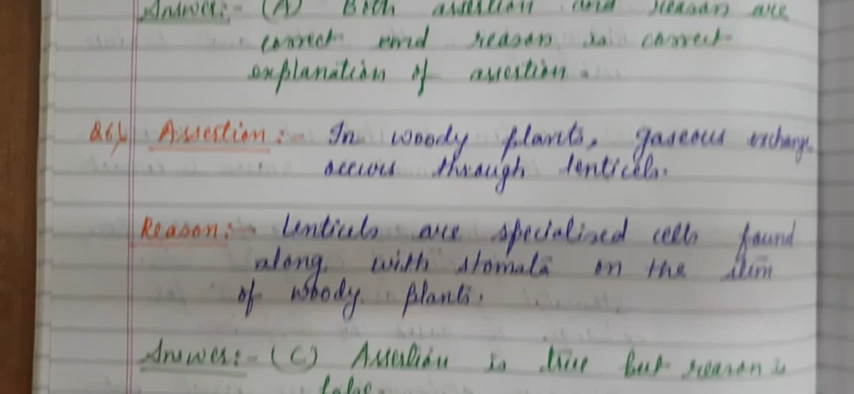 Answer:- (A) Both assertion and reason are
correct and reason is correct
explanation of assertion.
Q6). Assertion:- In woody plants, gaseous exchange
occurs through lenticels.
Reason:- Lenticels are specialized cells found
along with stomata on the stem
of woody plants.
Answer:- (C) Assertion is true but reason is
false.